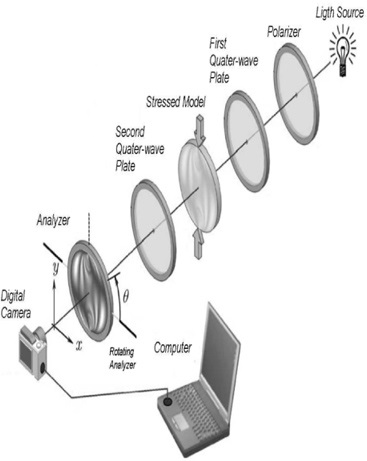 Ligth Source
Polarizer
First
Quater-wave
Plate
Stressed Model
Second
Quater-wave
Plate
Analyzer
y
θ
Digital
Camera
x
Rotating
Analyzer
Computer